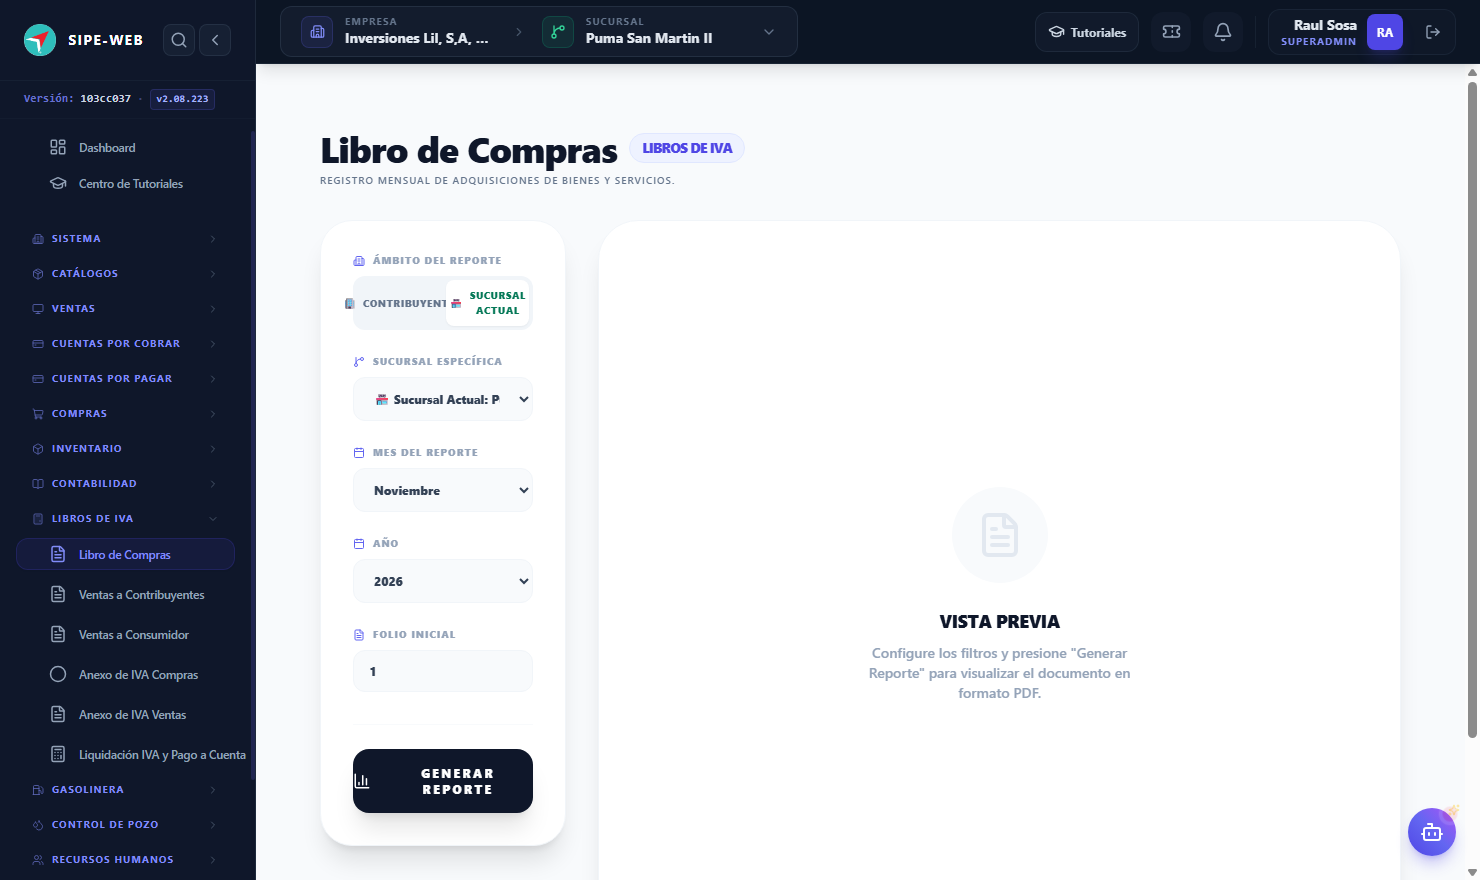 SIPE-WEB
Versión: 103cc037 · v2.08.223
Dashboard
Centro de Tutoriales
SISTEMA
CATÁLOGOS
VENTAS
CUENTAS POR COBRAR
CUENTAS POR PAGAR
COMPRAS
INVENTARIO
CONTABILIDAD
LIBROS DE IVA
Libro de Compras
Ventas a Contribuyentes
Ventas a Consumidor
Anexo de IVA Compras
Anexo de IVA Ventas
Liquidación IVA y Pago a Cuenta
GASOLINERA
CONTROL DE POZO
RECURSOS HUMANOS
EMPRESA
Inversiones Lil, S,A, ...
SUCURSAL
Puma San Martin II
Tutoriales
Raul Sosa
SUPERADMIN
RA
Libro de Compras
LIBROS DE IVA
REGISTRO MENSUAL DE ADQUISICIONES DE BIENES Y SERVICIOS.
ÁMBITO DEL REPORTE
CONTRIBUYENT
SUCURSAL
ACTUAL
SUCURSAL ESPECÍFICA
Sucursal Actual: P
MES DEL REPORTE
Noviembre
AÑO
2026
FOLIO INICIAL
1
GENERAR
REPORTE
VISTA PREVIA
Configure los filtros y presione "Generar
Reporte" para visualizar el documento en
formato PDF.